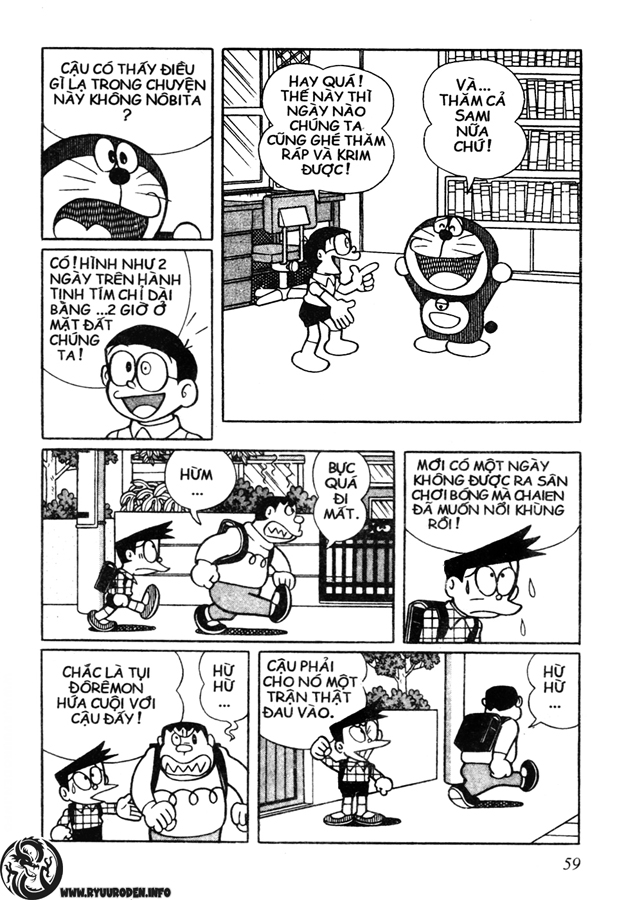 CẬU CÓ THẤY ĐIỀU
GÌ LẠ TRONG CHUYỆN
NÀY KHÔNG NÔBITA
?
CÓ! HÌNH NHƯ 2
NGÀY TRÊN HÀNH
TINH TÍM CHỈ DÀI
BẰNG ...2 GIỜ Ở
MẶT ĐẤT
CHÚNG
TA!
HAY QUÁ!
THẾ NÀY THÌ
NGÀY NÀO
CHÚNG TA
CŨNG GHÉ THĂM
RÁP VÀ KRIM
ĐƯỢC!
VÀ...
THĂM CẢ
SAMI
NỮA
CHỨ!
HỪM
...
BỰC
QUÁ
ĐI
MẤT.
MỚI CÓ MỘT NGÀY
KHÔNG ĐƯỢC RA SÂN
CHƠI BÓNG MÀ CHAIEN
ĐÃ MUỐN NỔI KHÙNG
RỒI!
CHẮC LÀ TỤI
ĐÔRÊMON
HỨA CUỘI VỚI
CẬU ĐẤY!
HỪ
HỪ
...
CẬU PHẢI
CHO NÓ MỘT
TRẬN THẬT
ĐAU VÀO.
HỪ
HỪ
...
59
WWW.RYUURODEN.INFO